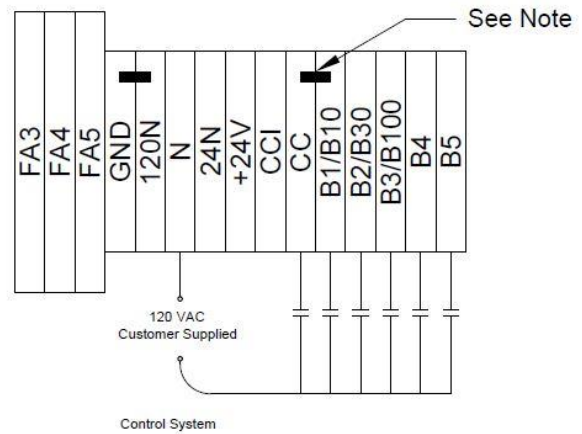 See Note
FA3
FA4
FA5
GND
120N
N
24N
+24V
CCI
CC
B1/B10
B2/B30
B3/B100
B4
B5
120 VAC
Customer Supplied
Control System